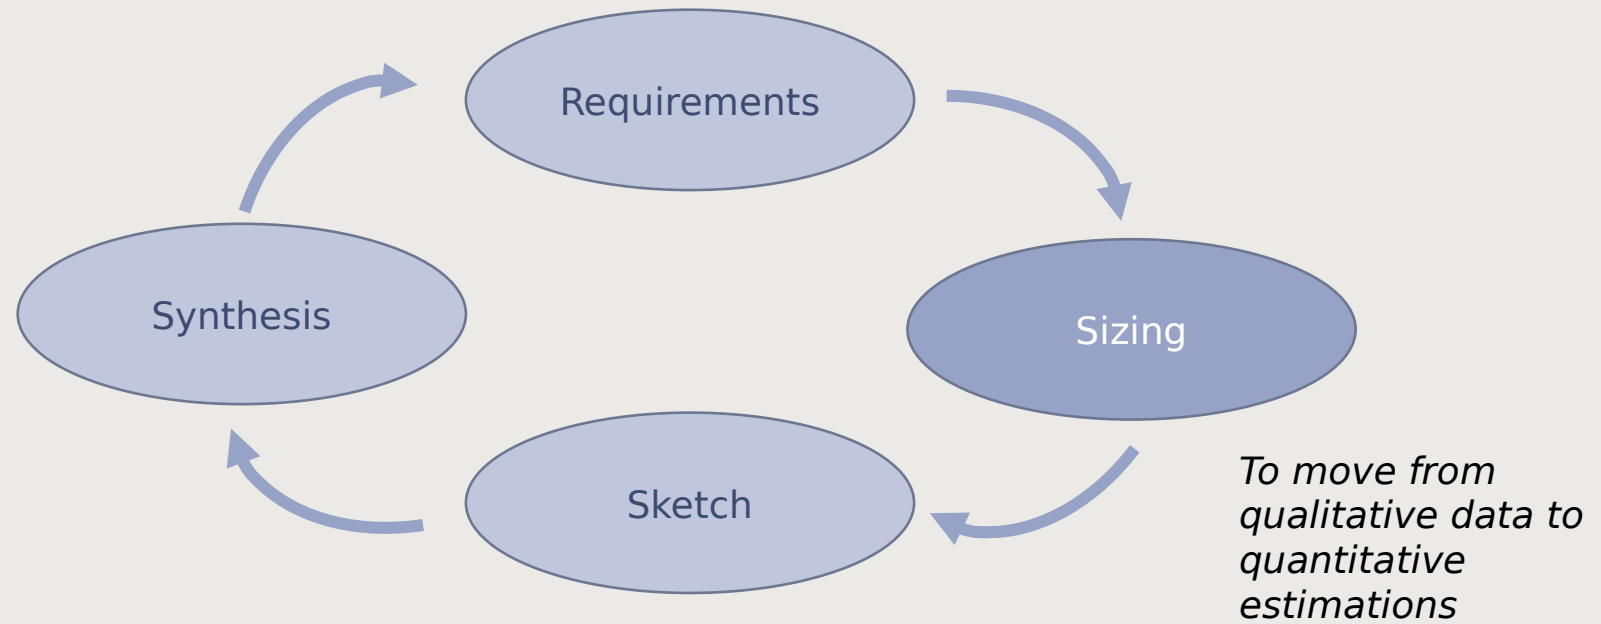 Requirements
Synthesis
Sizing
Sketch
To move from
qualitative data to
quantitative
estimations